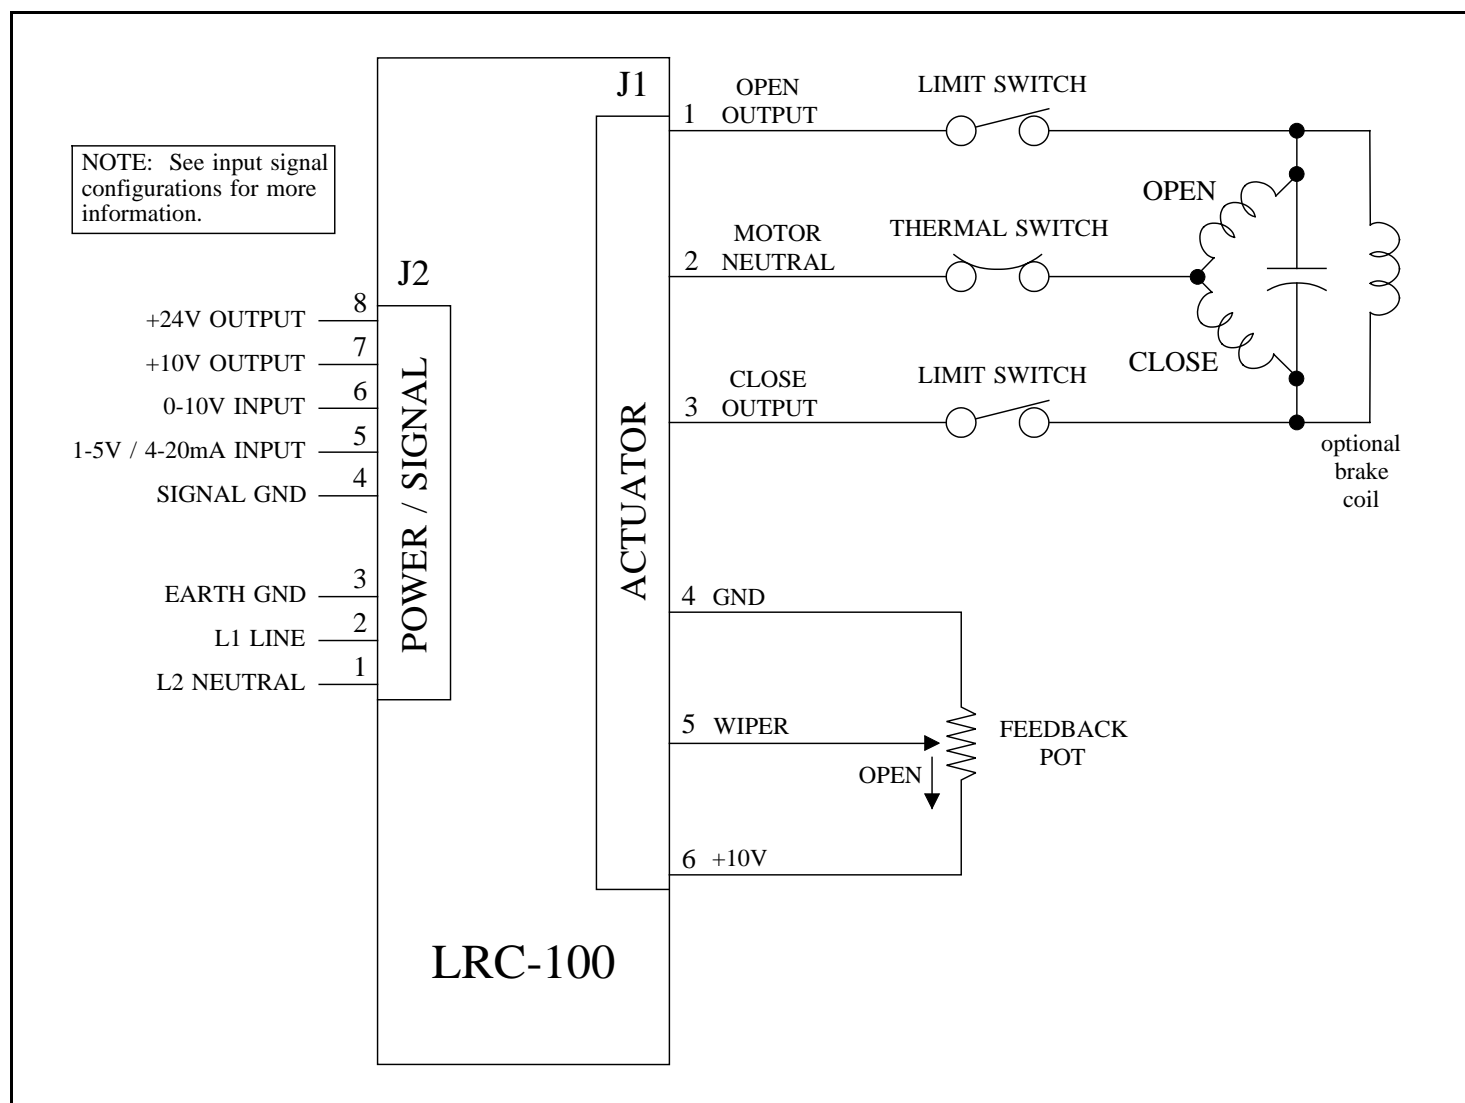 NOTE: See input signal
configurations for more
information.
J2
8
+24V OUTPUT
7
+10V OUTPUT
6
0-10V INPUT
5
1-5V / 4-20mA INPUT
4
SIGNAL GND
3
EARTH GND
2
L1 LINE
1
L2 NEUTRAL
POWER / SIGNAL
J1
ACTUATOR
LRC-100
1
OPEN
OUTPUT
LIMIT SWITCH
2
MOTOR
NEUTRAL
THERMAL SWITCH
OPEN
CLOSE
3
CLOSE
OUTPUT
LIMIT SWITCH
optional
brake
coil
4 GND
5 WIPER
OPEN
FEEDBACK
POT
6 +10V